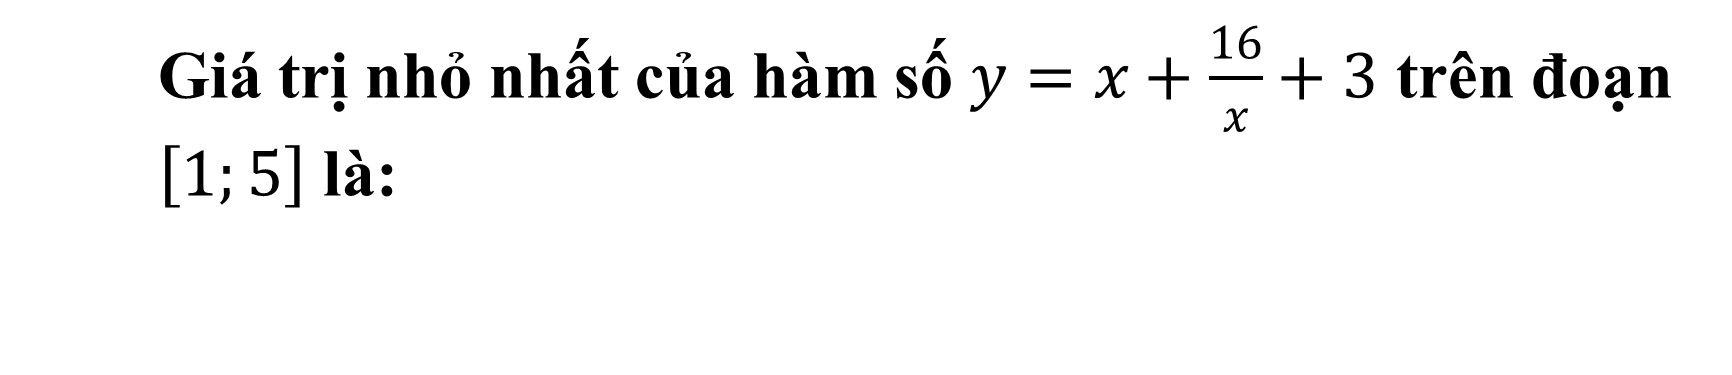 Giá trị nhỏ nhất của hàm số y = x + 16/x + 3 trên đoạn
[1; 5] là: